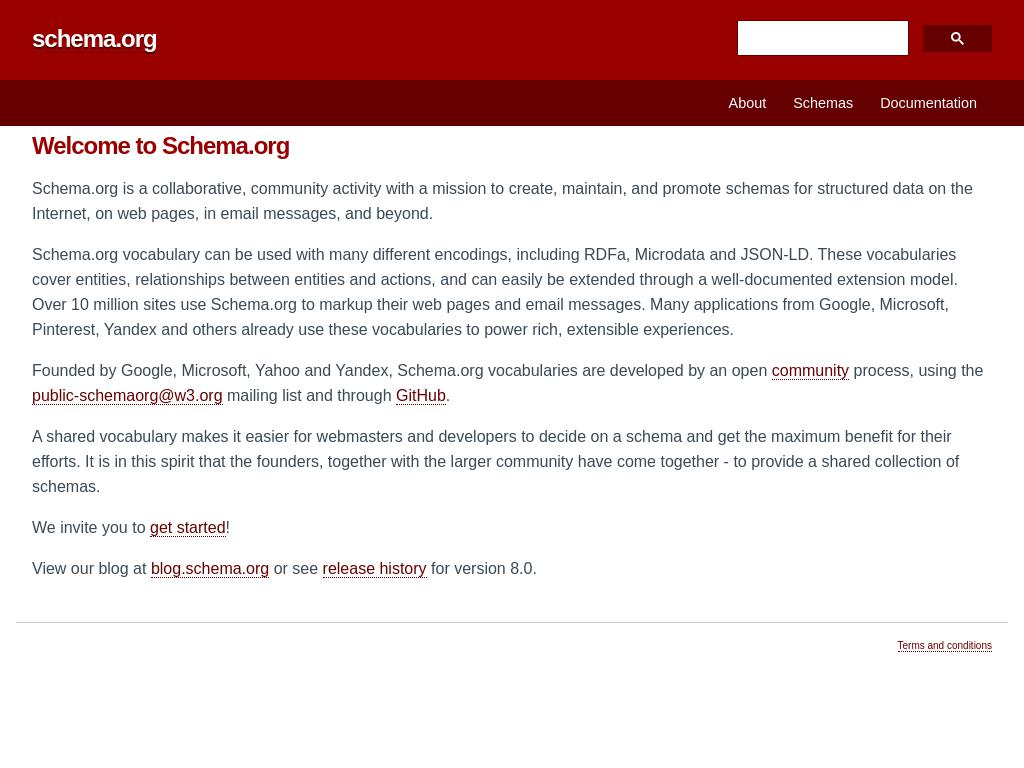 schema.org
About Schemas Documentation
Welcome to Schema.org
Schema.org is a collaborative, community activity with a mission to create, maintain, and promote schemas for structured data on the
Internet, on web pages, in email messages, and beyond.
Schema.org vocabulary can be used with many different encodings, including RDFa, Microdata and JSON-LD. These vocabularies
cover entities, relationships between entities and actions, and can easily be extended through a well-documented extension model.
Over 10 million sites use Schema.org to markup their web pages and email messages. Many applications from Google, Microsoft,
Pinterest, Yandex and others already use these vocabularies to power rich, extensible experiences.
Founded by Google, Microsoft, Yahoo and Yandex, Schema.org vocabularies are developed by an open community process, using the
public-schemaorg@w3.org mailing list and through GitHub.
A shared vocabulary makes it easier for webmasters and developers to decide on a schema and get the maximum benefit for their
efforts. It is in this spirit that the founders, together with the larger community have come together - to provide a shared collection of
schemas.
We invite you to get started!
View our blog at blog.schema.org or see release history for version 8.0.
Terms and conditions